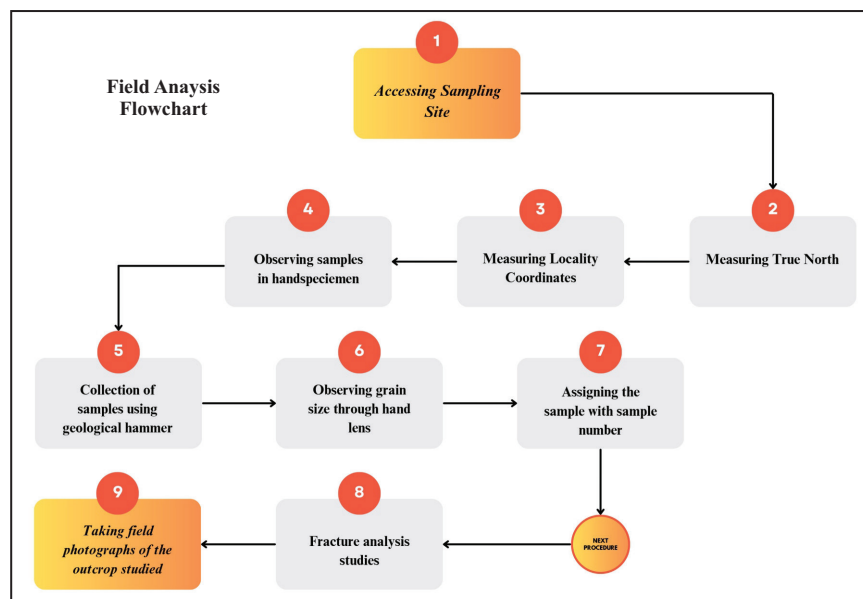 Field Anaysis
Flowchart
1
Accessing Sampling
Site
2
Measuring True North
3
Measuring Locality
Coordinates
4
Observing samples
in handspeciemen
5
Collection of
samples using
geological hammer
6
Observing grain
size through hand
lens
7
Assigning the
sample with sample
number
NEXT
PROCEDURE
8
Fracture analysis
studies
9
Taking field
photographs of the
outcrop studied